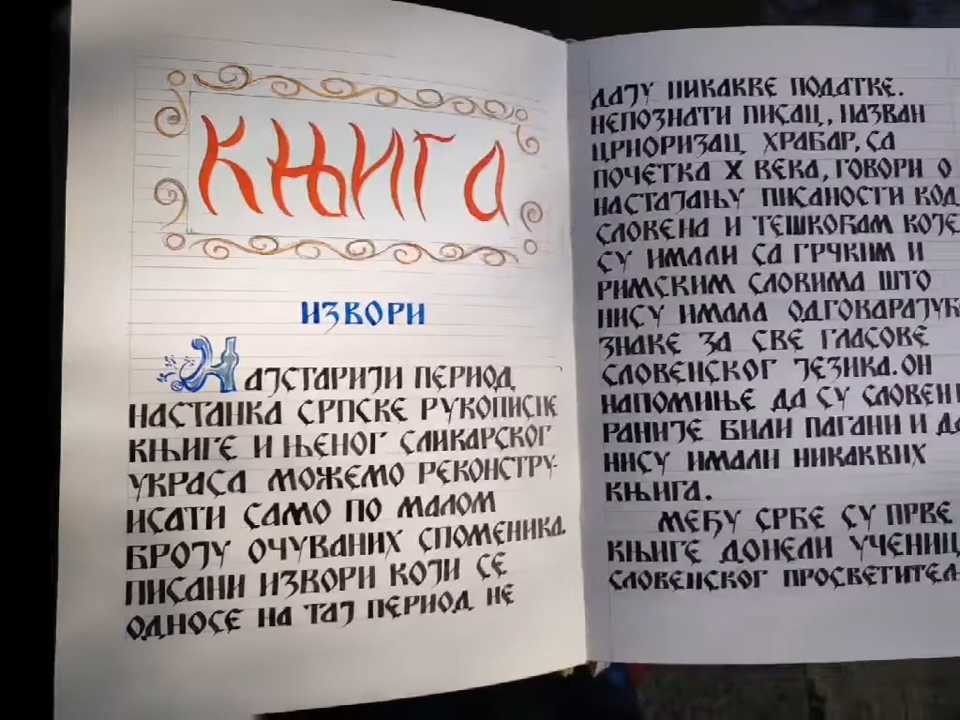 КЊИГА
ИЗВОРИ
НАЈСТАРИЈИ ПЕРИОД
НАСТАНКА СРПСКЕ РУКОПИСНЕ
КЊИГЕ И ЊЕНОГ СЛИКАРСКОГ
УКРАСА МОЖЕМО РЕКОНСТРУ-
ИСАТИ САМО ПО МАЛОМ
БРОЈУ ОЧУВАНИХ СПОМЕНИКА.
ПИСАНИ ИЗВОРИ КОЈИ СЕ
ОДНОСЕ НА ТАЈ ПЕРИОД НЕ
ДАЈУ НИКАКВЕ ПОДАТКЕ.
НЕПОЗНАТИ ПИСАЦ, НАЗВАН
ЦРНОРИЗАЦ ХРАБАР, СА
ПОЧЕТКА X ВЕКА, ГОВОРИ О
НАСТАЈАЊУ ПИСАНОСТИ КОД
СЛОВЕНА И ТЕШКОЋАМ КОЈЕ
СУ ИМАЛИ СА ГРЧКИМ И
РИМСКИМ СЛОВИМА ШТО
НИСУ ИМАЛА ОДГОВАРАЈУЋЕ
ЗНАКЕ ЗА СВЕ ГЛАСОВЕ
СЛОВЕНСКОГ ЈЕЗИКА. ОН
НАПОМИЊЕ ДА СУ СЛОВЕНИ
РАНИЈЕ БИЛИ ПАГАНИ И ДА
НИСУ ИМАЛИ НИКАКВИХ
КЊИГА.
МЕЂУ СРБЕ СУ ПРВЕ
КЊИГЕ ДОНЕЛИ УЧЕНИЦИ
СЛОВЕНСКОГ ПРОСВЕТИТЕЉ